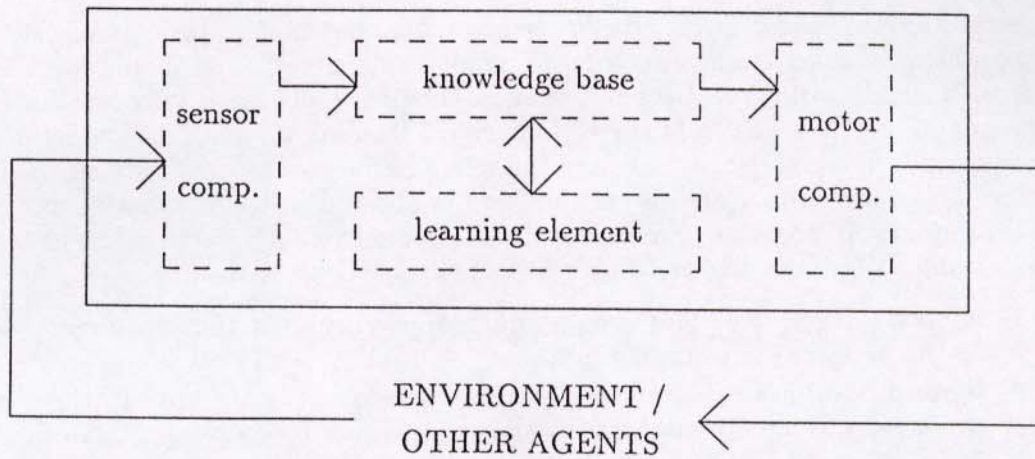 knowledge base
sensor
comp.
motor
comp.
learning element
ENVIRONMENT /
OTHER AGENTS